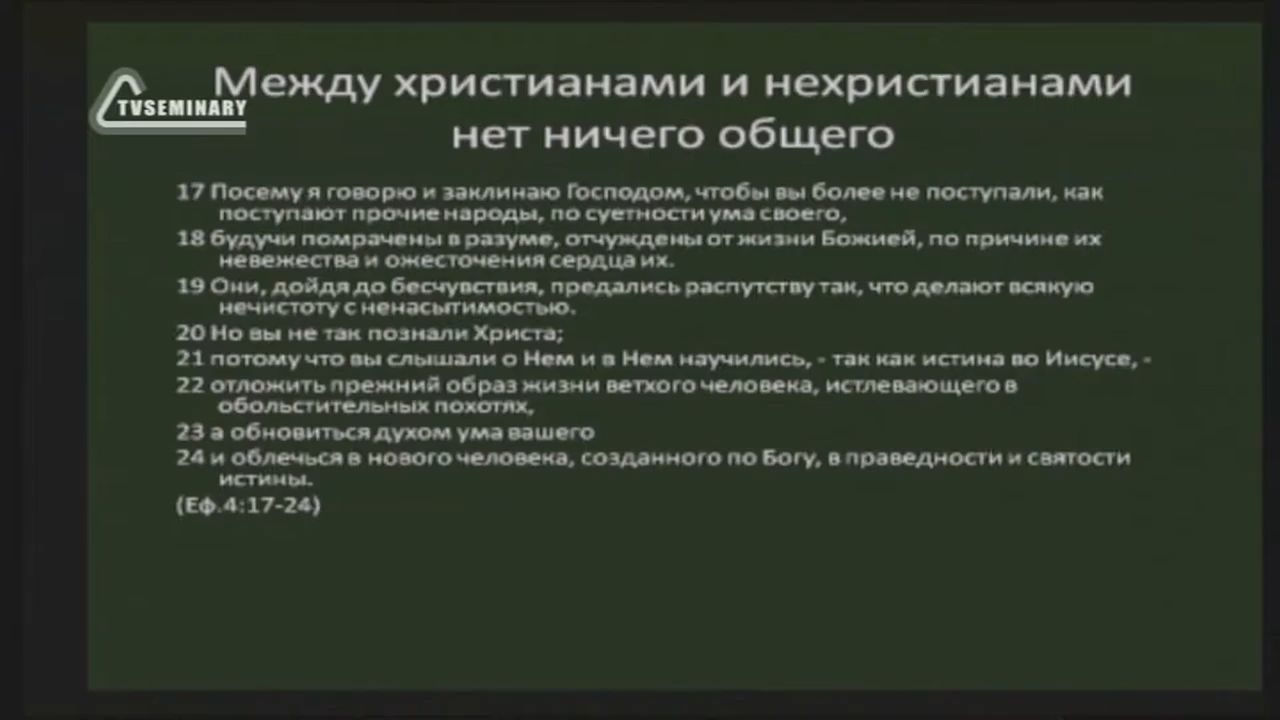 Между христианами и нехристианами
TVSEMINARY
нет ничего общего
17 Посему я говорю и заклинаю Господом, чтобы вы более не поступали, как
поступают прочие народы, по суетности ума своего,
18 будучи помрачены в разуме, отчуждены от жизни Божией, по причине их
невежества и ожесточения сердца их.
19 Они, дойдя до бесчувствия, предались распутству так, что делают всякую
нечистоту с ненасытимостью.
20 Но вы не так познали Христа;
21 потому что вы слышали о Нем и в Нем научились, - так как истина во Иисусе, -
22 отложить прежний образ жизни ветхого человека, истлевающего в
обольстительных похотях,
23 а обновиться духом ума вашего
24 и облечься в нового человека, созданного по Богу, в праведности и святости
истины.
(Еф.4:17-24)